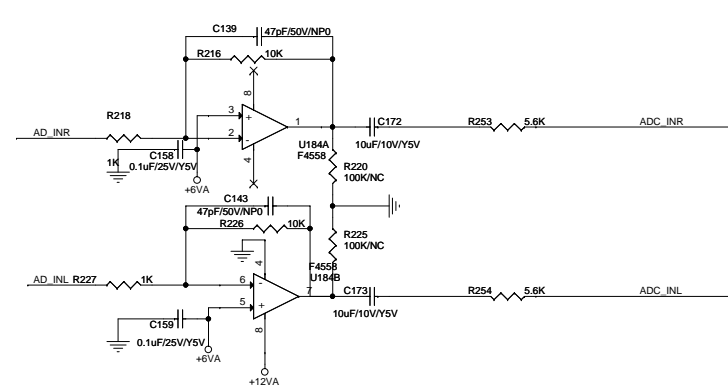 C139 47pF/50V/NP0
R216 10K
8
R218
3 +
1
C172
R253 5.6K
ADC_INR
AD_INR
2 -
U184A
F4558
10uF/10V/Y5V
C158
1K
0.1uF/25V/Y5V
4
R220
100K/NC
+6VA
C143
47pF/50V/NP0
R226 10K
R225
100K/NC
4
F4558
U184B
AD_INL R227 1K
6 -
7
C173
R254 5.6K
ADC_INL
5 +
10uF/10V/Y5V
C159
8
0.1uF/25V/Y5V
+6VA
+12VA